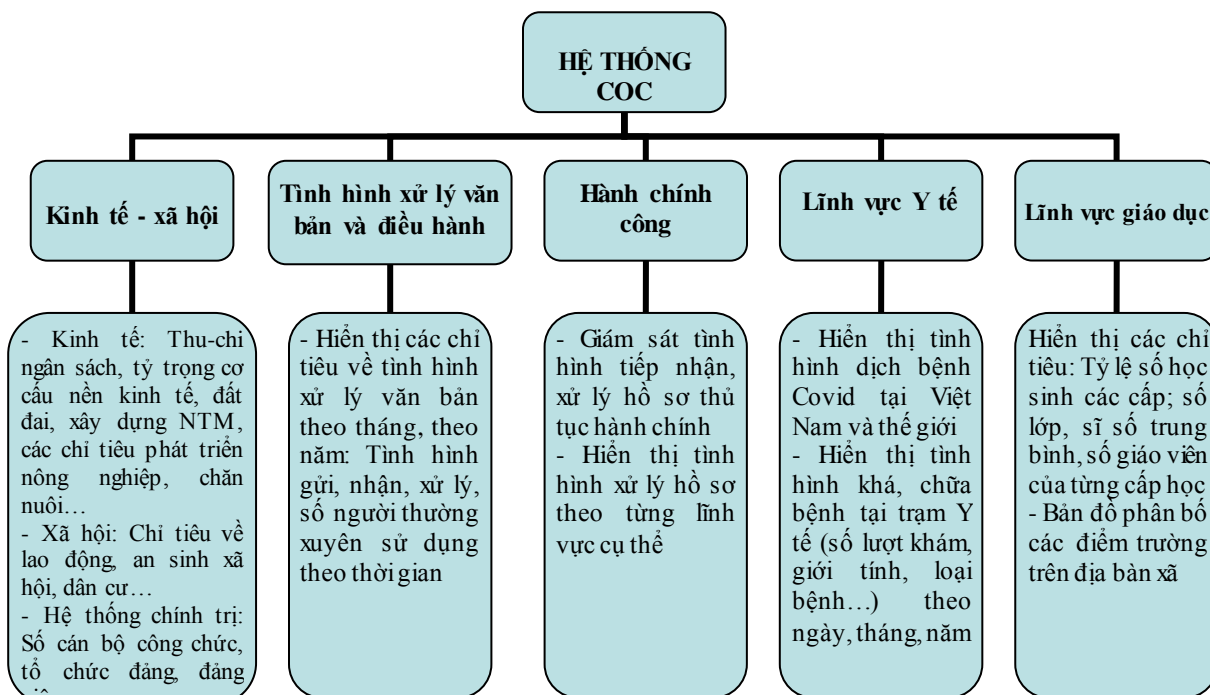 HỆ THỐNG
COC
Kinh tế - xã hội
Tình hình xử lý văn
bản và điều hành
Hành chính
công
Lĩnh vực Y tế
Lĩnh vực giáo dục
- Kinh tế: Thu-chi
ngân sách, tỷ trọng cơ
cấu nền kinh tế, đất
đai, xây dựng NTM,
các chỉ tiêu phát triển
nông nghiệp, chăn
nuôi…
- Xã hội: Chỉ tiêu về
lao động, an sinh xã
hội, dân cư…
- Hệ thống chính trị:
Số cán bộ công chức,
tổ chức đảng, đảng
- Hiển thị các chỉ
tiêu về tình hình
xử lý văn bản
theo tháng, theo
năm: Tình hình
gửi, nhận, xử lý,
số người thường
xuyên sử dụng
theo thời gian
- Giám sát tình
hình tiếp nhận,
xử lý hồ sơ thủ
tục hành chính
- Hiển thị tình
hình xử lý hồ sơ
theo từng lĩnh
vực cụ thể
- Hiển thị tình
hình dịch bệnh
Covid tại Việt
Nam và thế giới
- Hiển thị tình
hình khá, chữa
bệnh tại trạm Y
tế (số lượt khám,
giới tính, loại
bệnh…) theo
ngày, tháng, năm
Hiển thị các chỉ
tiêu: Tỷ lệ số học
sinh các cấp; số
lớp, sĩ số trung
bình, số giáo viên
của từng cấp học
- Bản đồ phân bố
các điểm trường
trên địa bàn xã